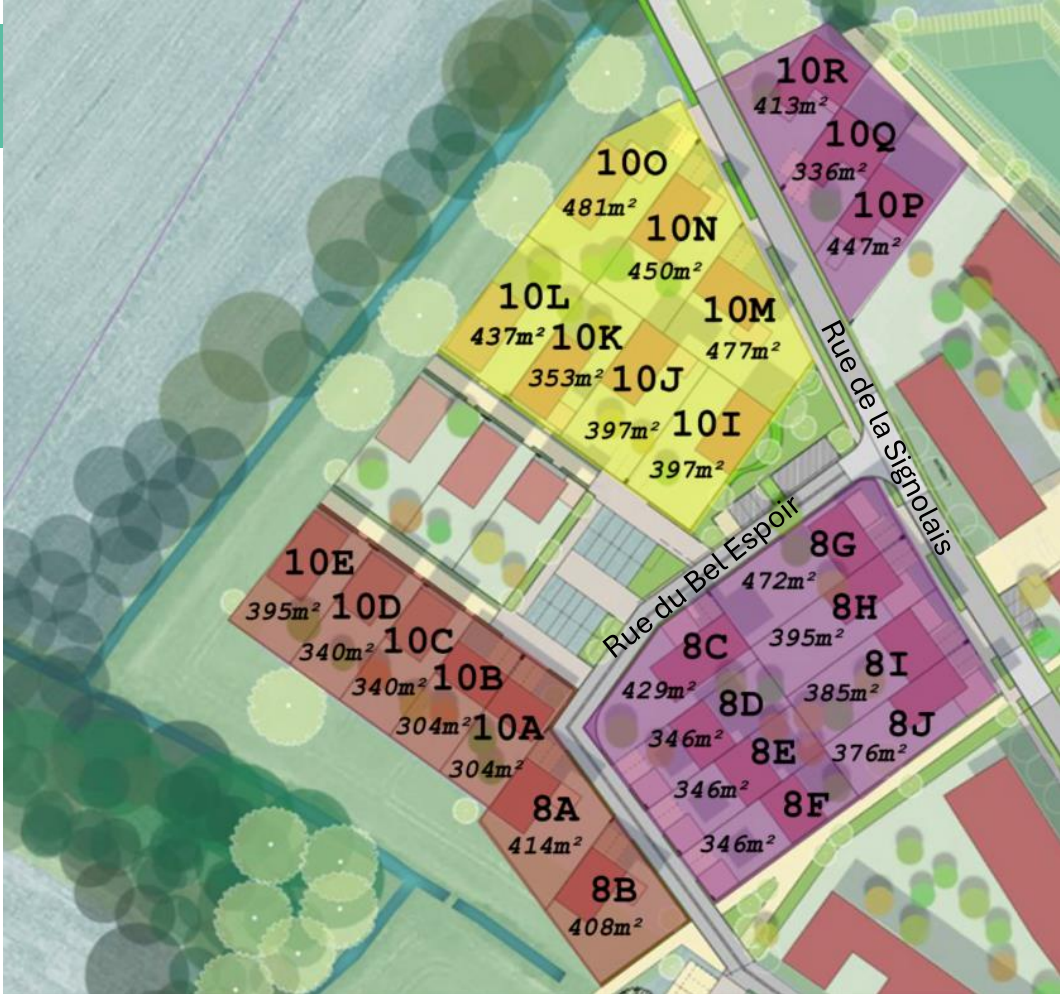 10R
413m²
10Q
336m²
10P
447m²
10O
481m²
10N
450m²
10M
477m²
10L
437m²
10K
353m²
10J
397m²
10I
397m²
Rue de la Signolais
Rue du Bel Espoir
8G
472m²
8H
395m²
8I
385m²
8J
376m²
8C
429m²
8D
346m²
8E
346m²
8F
346m²
10E
395m²
10D
340m²
10C
340m²
10B
304m²
10A
304m²
8A
414m²
8B
408m²